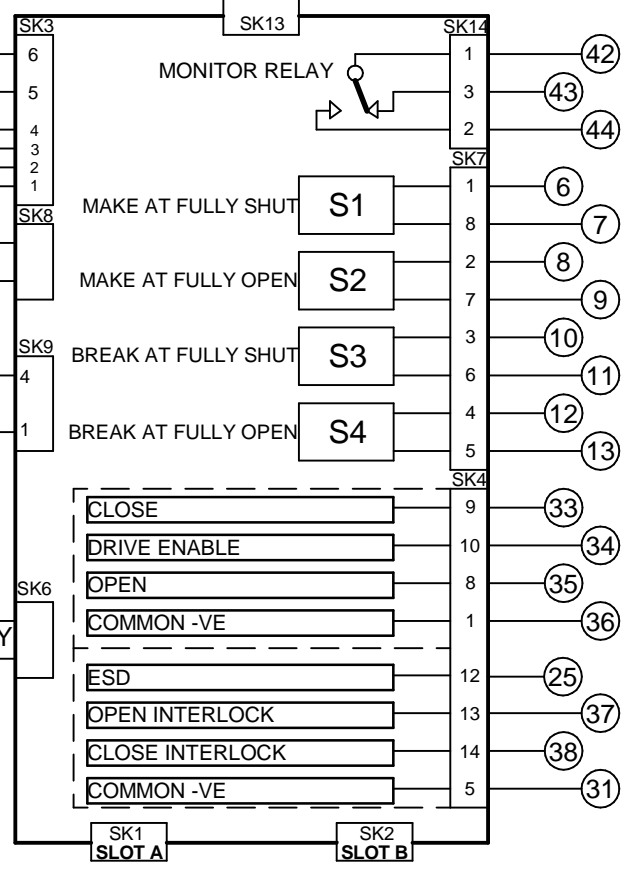 SK3
SK13
SK14
6
MONITOR RELAY
1
42
5
3
43
4
2
44
3
2
1
SK7
MAKE AT FULLY SHUT
S1
1
6
8
7
SK8
MAKE AT FULLY OPEN
S2
2
8
7
9
SK9
BREAK AT FULLY SHUT
S3
3
10
4
6
11
BREAK AT FULLY OPEN
S4
4
12
1
5
13
SK4
CLOSE
9
33
DRIVE ENABLE
10
34
SK6
OPEN
8
35
COMMON -VE
1
36
Y
ESD
12
25
OPEN INTERLOCK
13
37
CLOSE INTERLOCK
14
38
COMMON -VE
5
31
SK1
SLOT A
SK2
SLOT B